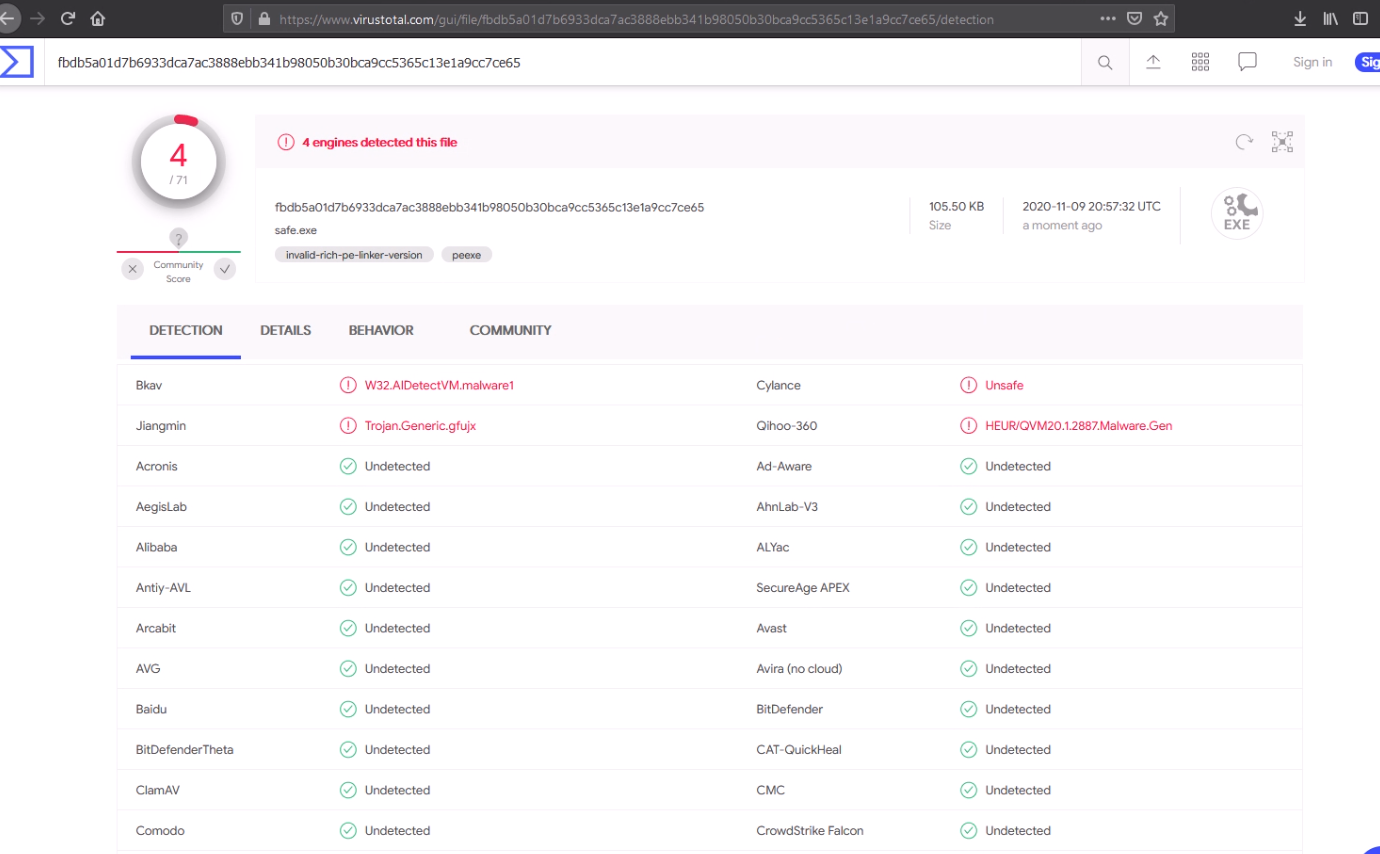 https://www.virustotal.com/gui/file/fbdb5a01d7b6933dca7ac3888ebb341b98050b30bca9cc5365c13e1a9cc7ce65/detection
fbdb5a01d7b6933dca7ac3888ebb341b98050b30bca9cc5365c13e1a9cc7ce65
Sign in
Sig
4
/ 71
4 engines detected this file
fbdb5a01d7b6933dca7ac3888ebb341b98050b30bca9cc5365c13e1a9cc7ce65
safe.exe
invalid-rich-pe-linker-version peexe
105.50 KB
Size
2020-11-09 20:57:32 UTC
a moment ago
EXE
?
Community
Score
DETECTION DETAILS BEHAVIOR COMMUNITY
Bkav W32.AIDetectVM.malware1 Cylance Unsafe
Jiangmin Trojan.Generic.gfujx Qihoo-360 HEUR/QVM20.1.2887.Malware.Gen
Acronis Undetected Ad-Aware Undetected
AegisLab Undetected AhnLab-V3 Undetected
Alibaba Undetected ALYac Undetected
Antiy-AVL Undetected SecureAge APEX Undetected
Arcabit Undetected Avast Undetected
AVG Undetected Avira (no cloud) Undetected
Baidu Undetected BitDefender Undetected
BitDefenderTheta Undetected CAT-QuickHeal Undetected
ClamAV Undetected CMC Undetected
Comodo Undetected CrowdStrike Falcon Undetected